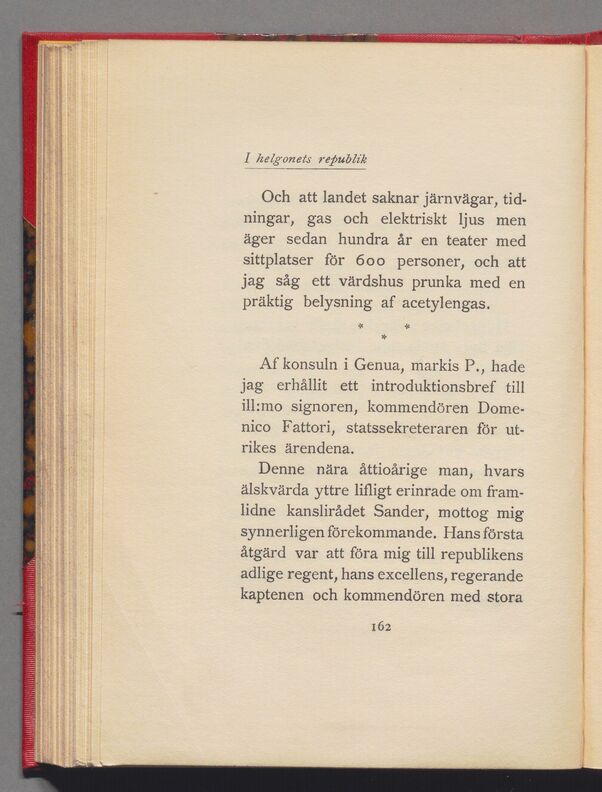 I helgonets republik
Och att landet saknar järnvägar, tid-
ningar, gas och elektriskt ljus men
äger sedan hundra år en teater med
sittplatser för 600 personer, och att
jag såg ett värdshus prunka med en
präktig belysning af acetylengas.
* *
*
Af konsuln i Genua, markis P., hade
jag erhållit ett introduktionsbref till
ill:mo signoren, kommendören Dome-
nico Fattori, statssekreteraren för ut-
rikes ärendena.
Denne nära åttioårige man, hvars
älskvärda yttre lifligt erinrade om fram-
lidne kanslirådet Sander, mottog mig
synnerligen förekommande. Hans första
åtgärd var att föra mig till republikens
adlige regent, hans excellens, regerande
kaptenen och kommendören med stora
162